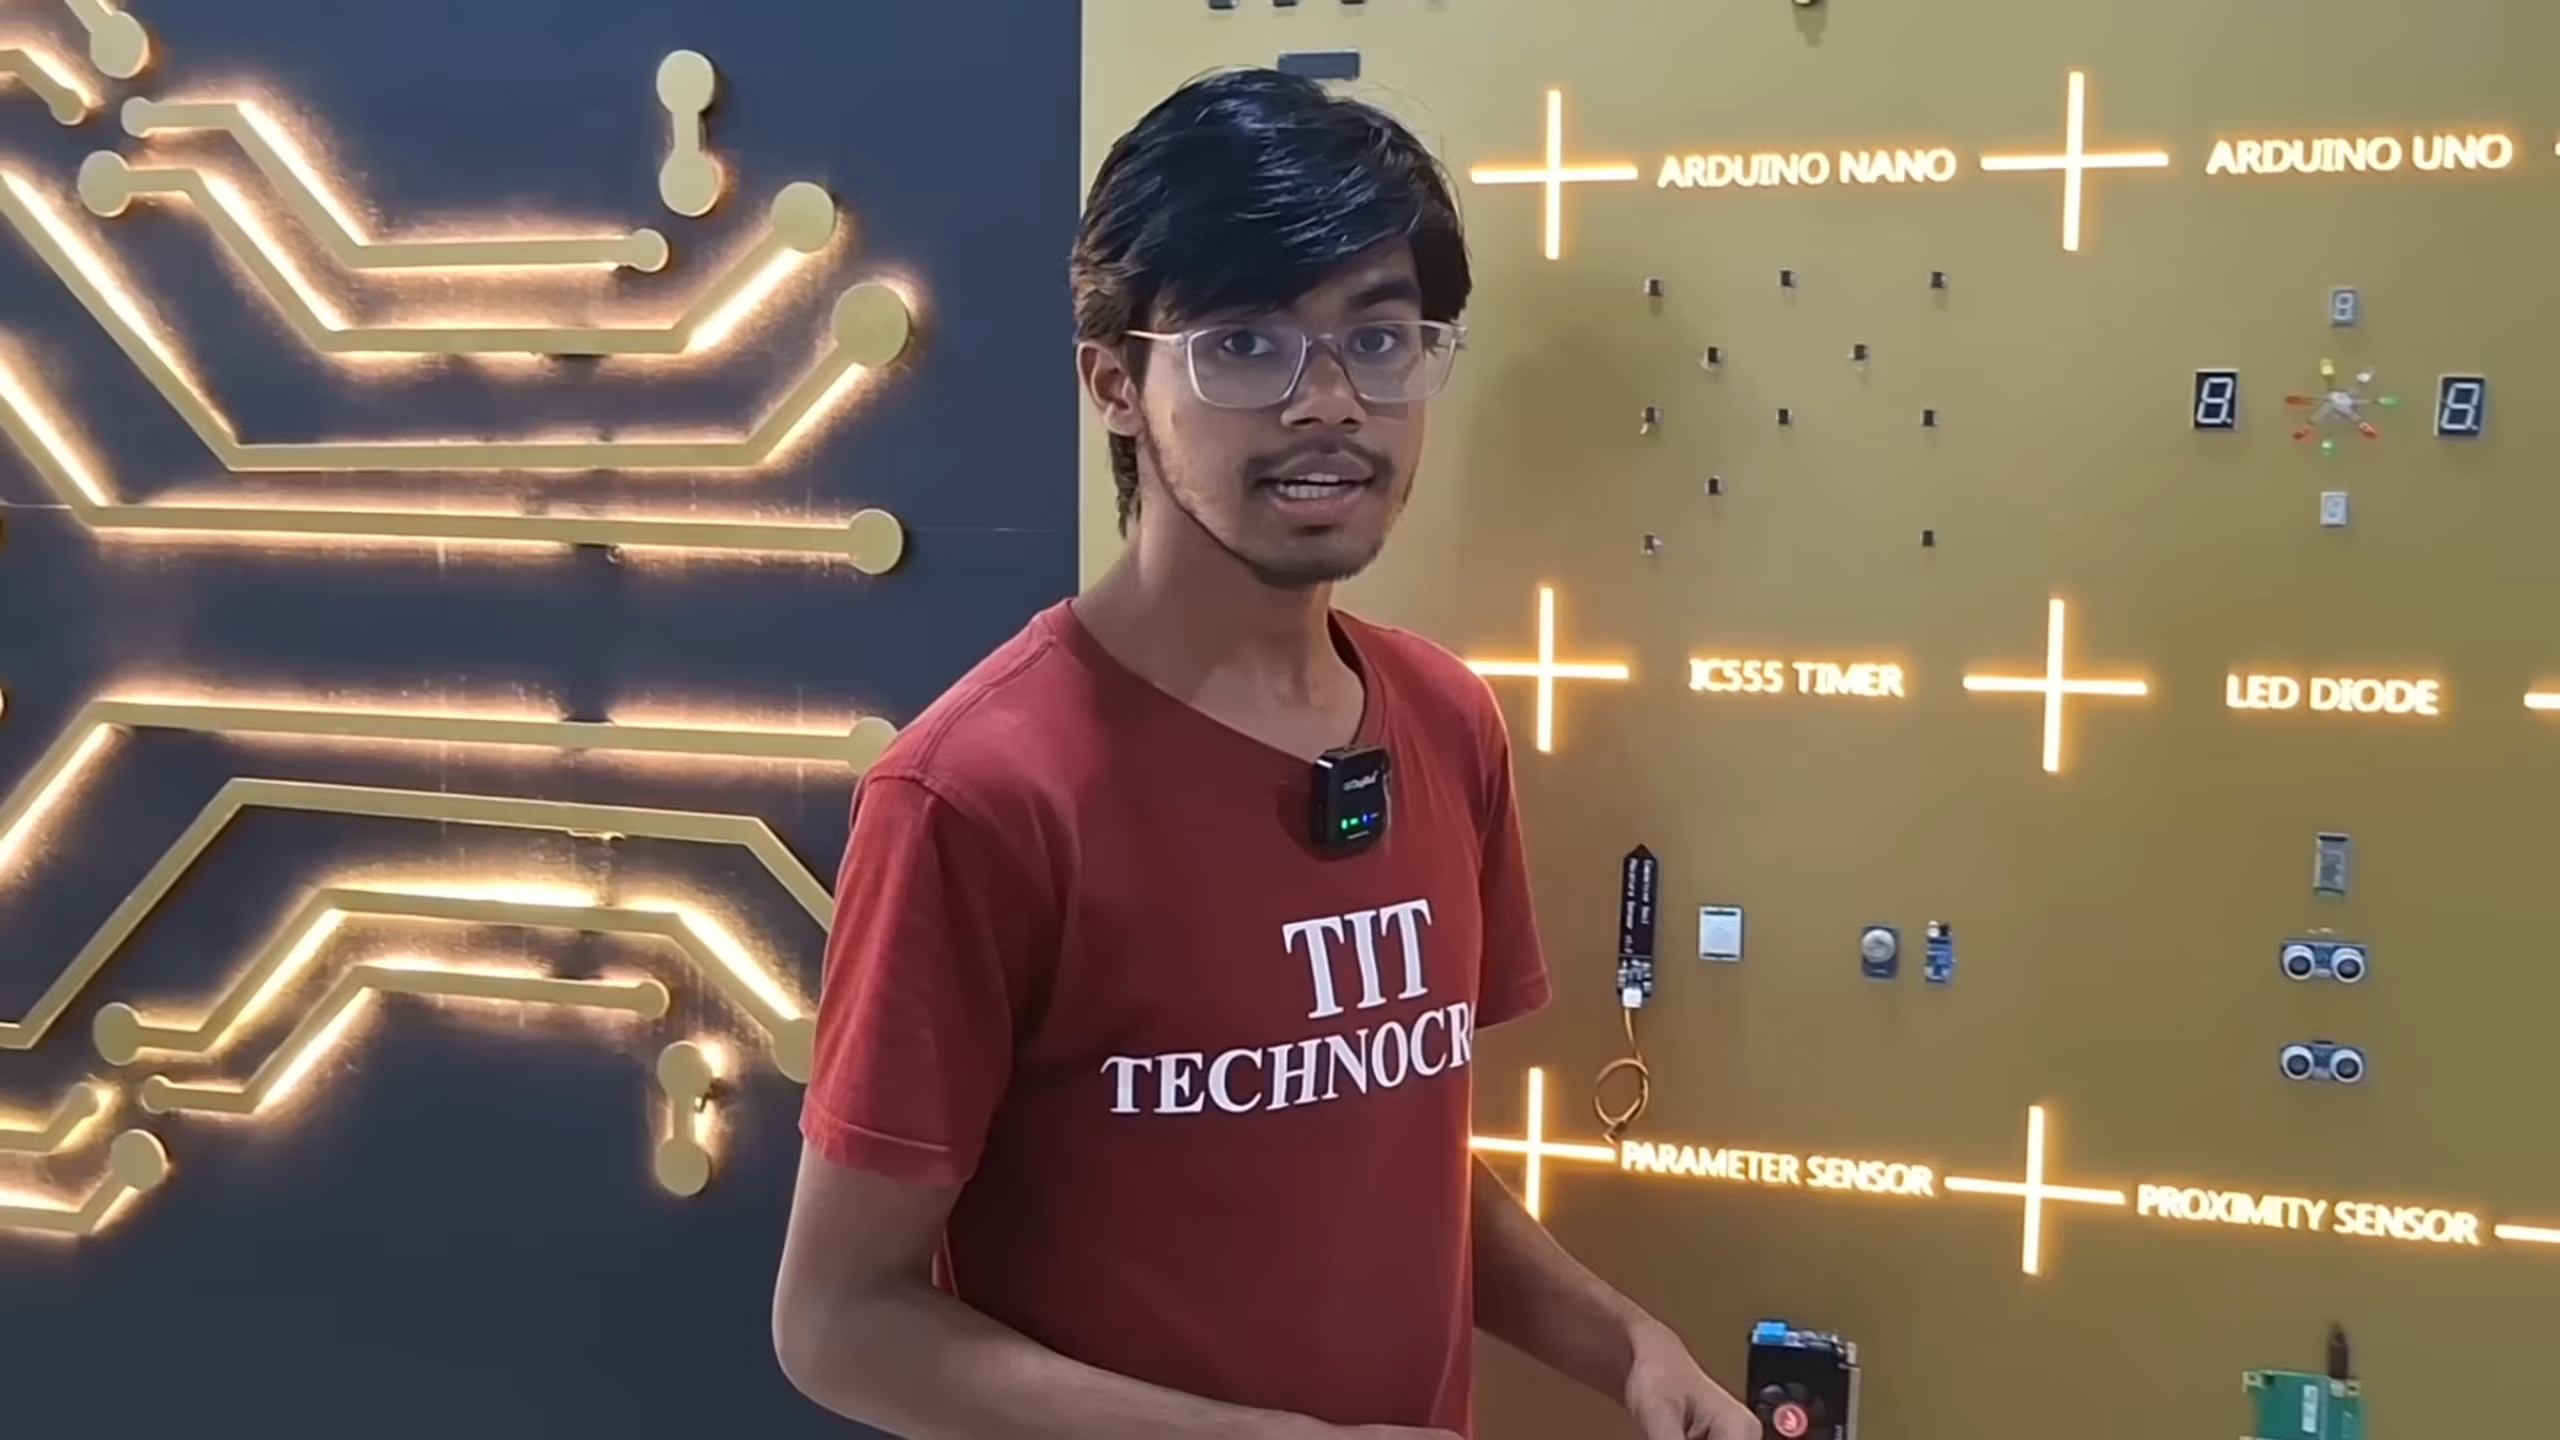 ARDUINO NANO
ARDUINO UNO
IC555 TIMER
LED DIODE
TIT
TECHNOCR
PARAMETER SENSOR
PROXIMITY SENSOR